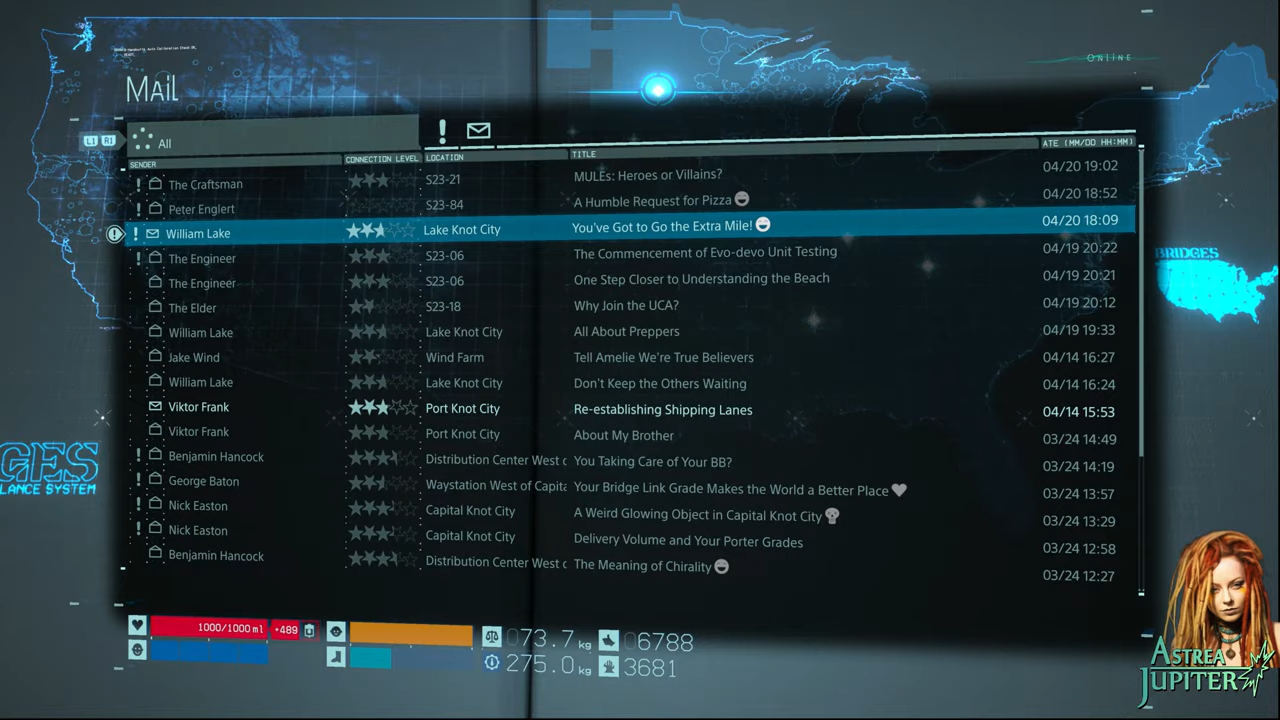 ONLINE
Mail
L1 R1 All
SENDER CONNECTION LEVEL LOCATION TITLE ATE (MM/DD HH:MM)
The Craftsman S23-21 MULEs: Heroes or Villains? 04/20 19:02
Peter Englert S23-84 A Humble Request for Pizza 04/20 18:52
William Lake Lake Knot City You've Got to Go the Extra Mile! 04/20 18:09
The Engineer S23-06 The Commencement of Evo-devo Unit Testing 04/19 20:22
The Engineer S23-06 One Step Closer to Understanding the Beach 04/19 20:21
The Elder S23-18 Why Join the UCA? 04/19 20:12
William Lake Lake Knot City All About Preppers 04/19 19:33
Jake Wind Wind Farm Tell Amelie We're True Believers 04/14 16:27
William Lake Lake Knot City Don't Keep the Others Waiting 04/14 16:24
Viktor Frank Port Knot City Re-establishing Shipping Lanes 04/14 15:53
Viktor Frank Port Knot City About My Brother 03/24 14:49
Benjamin Hancock Distribution Center West c You Taking Care of Your BB? 03/24 14:19
George Baton Waystation West of Capita Your Bridge Link Grade Makes the World a Better Place 03/24 13:57
Nick Easton Capital Knot City A Weird Glowing Object in Capital Knot City 03/24 13:29
Nick Easton Capital Knot City Delivery Volume and Your Porter Grades 03/24 12:58
Benjamin Hancock Distribution Center West c The Meaning of Chirality 03/24 12:27
BRIDGES
GES
LANCE SYSTEM
1000/1000 ml +489 073.7 kg 06788
275.0 kg 3681
ASTREA
JUPITER